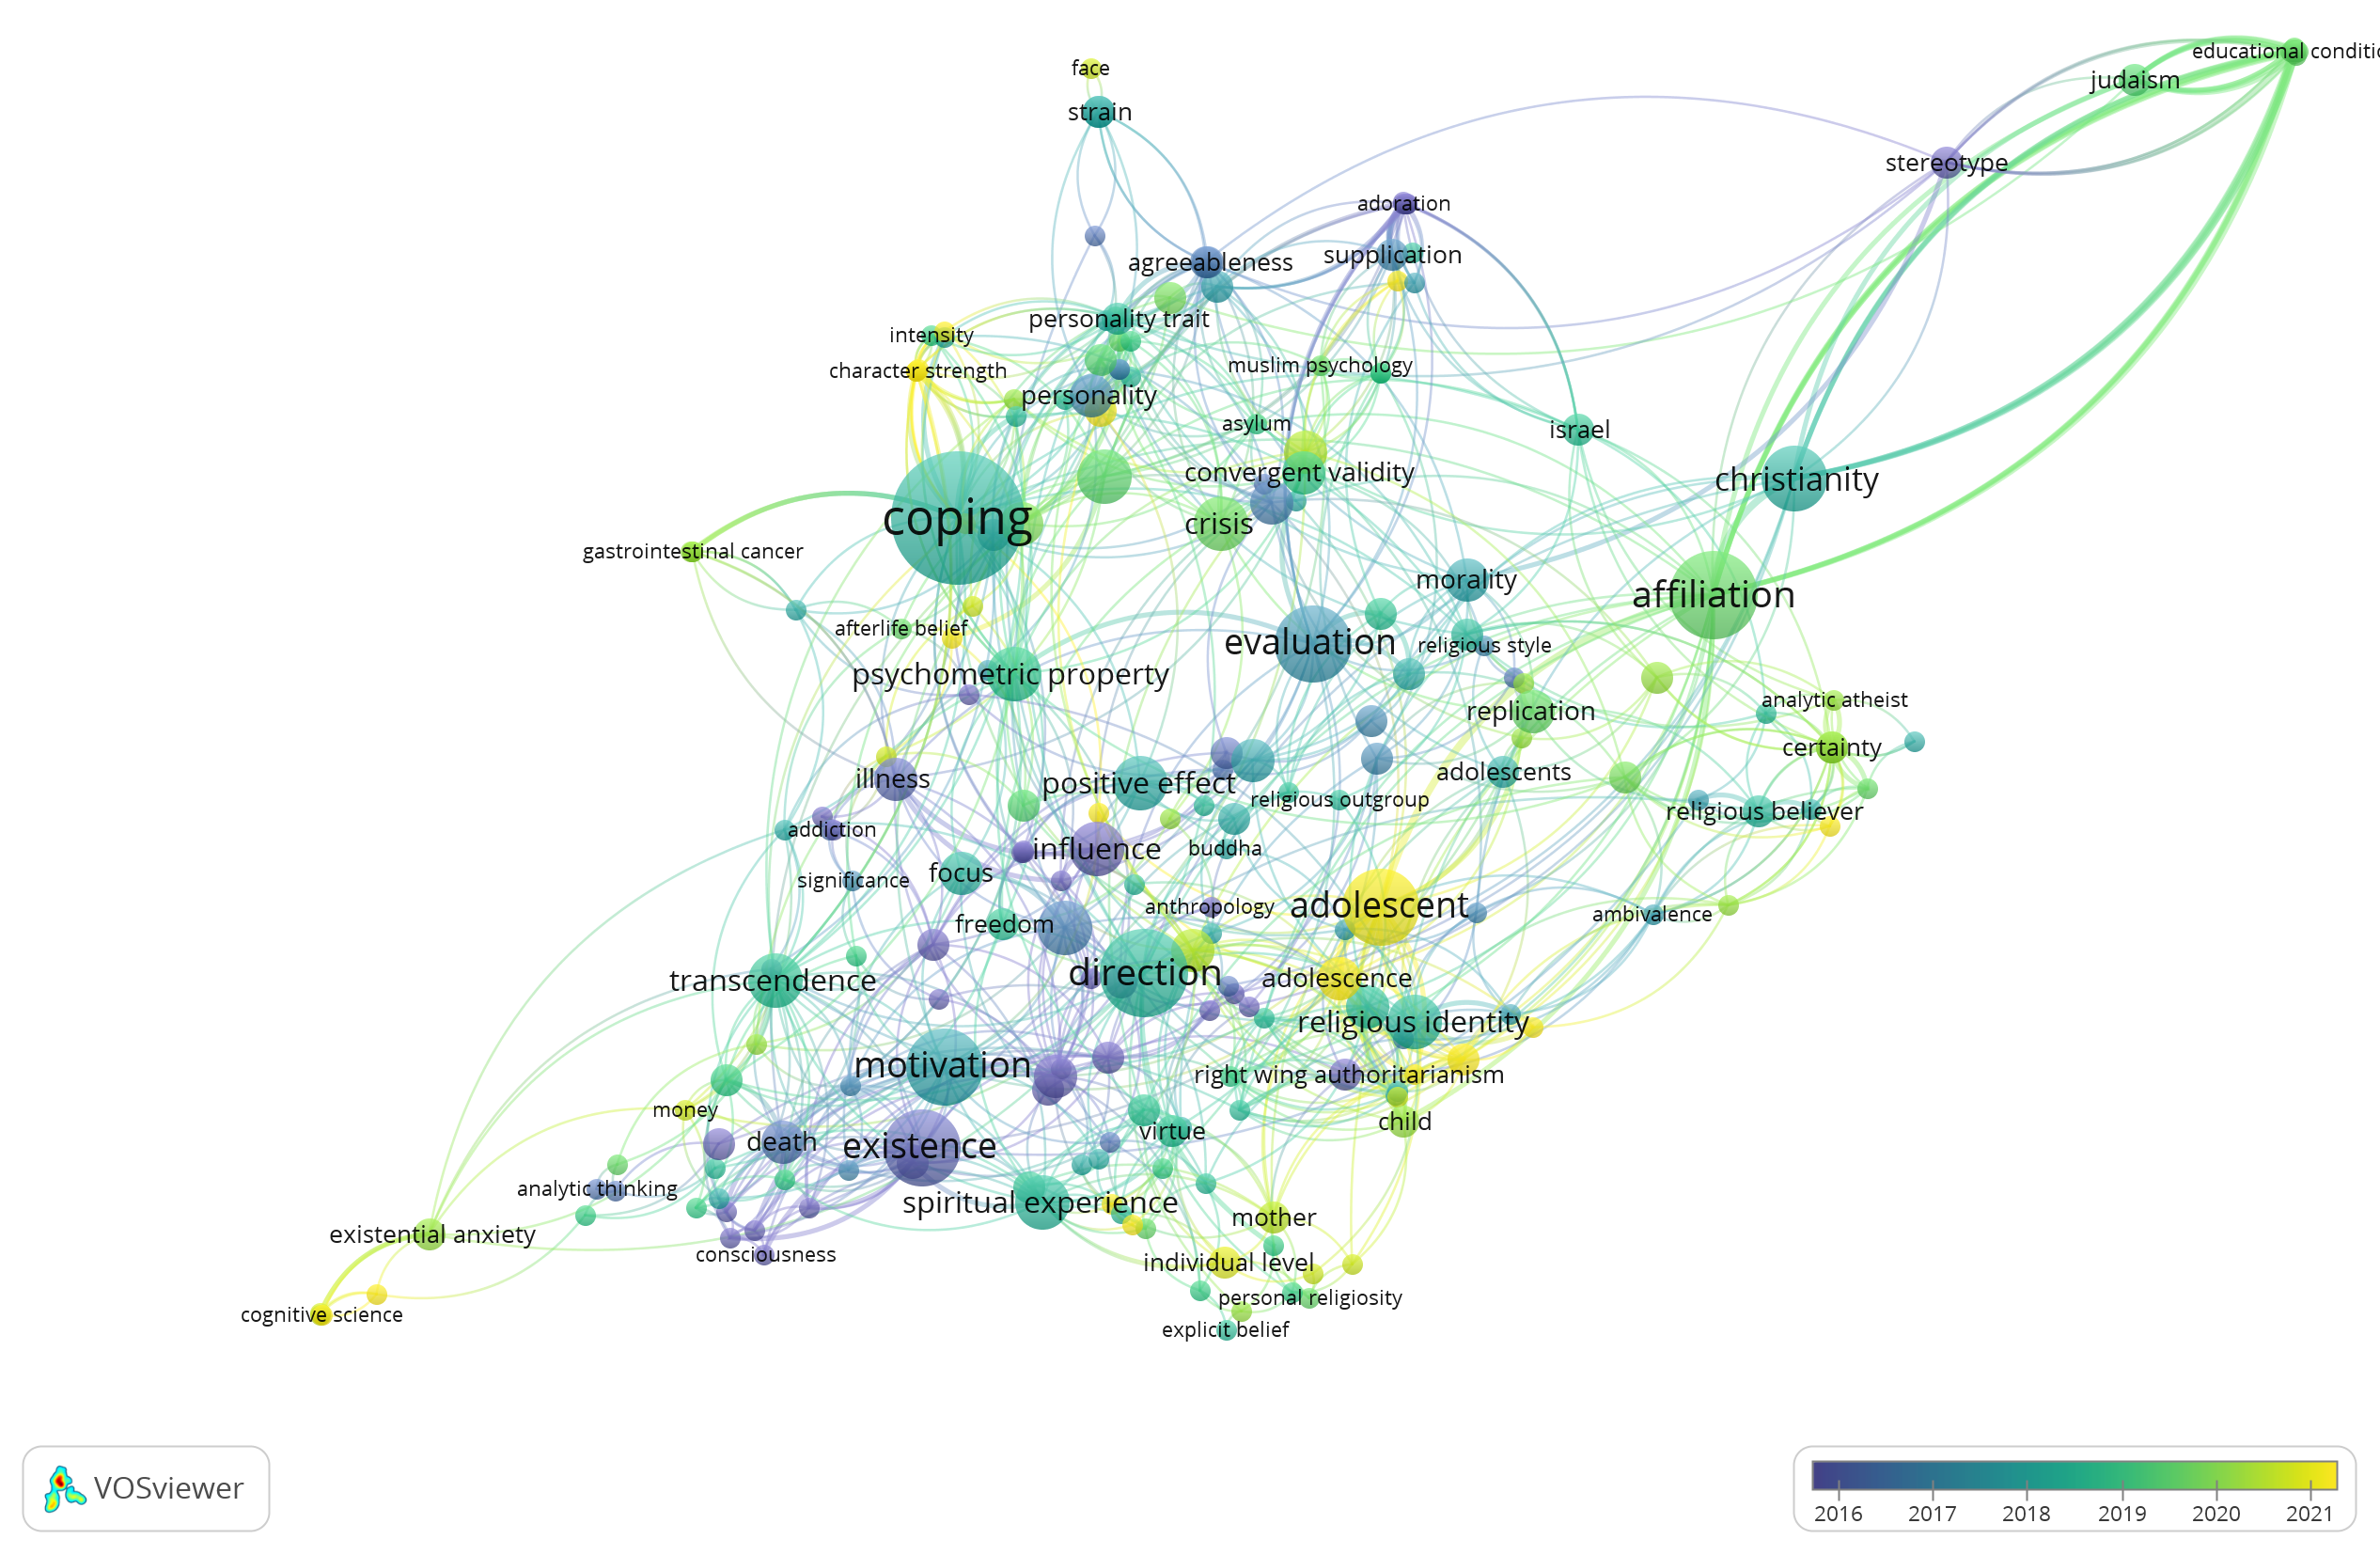 educational conditio
face
judaism
strain
stereotype
adoration
supplication
agreeableness
personality trait
intensity
muslim psychology
character strength
personality
asylum
israel
convergent validity
christianity
coping
crisis
gastrointestinal cancer
morality
affiliation
afterlife belief
evaluation
religious style
psychometric property
analytic atheist
replication
certainty
illness
positive effect
adolescents
religious outgroup
religious believer
addiction
influence
buddha
focus
significance
adolescent
anthropology
ambivalence
freedom
direction
adolescence
transcendence
religious identity
motivation
right wing authoritarianism
money
child
virtue
death
existence
analytic thinking
spiritual experience
mother
existential anxiety
consciousness
individual level
personal religiosity
cognitive science
explicit belief
VOSviewer
2016 2017 2018 2019 2020 2021